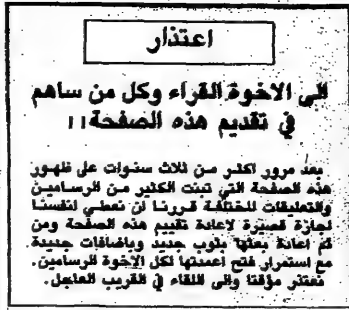 اعتذار
الى الاخوة القراء وكل من ساهم
في تقديم هذه الصفحة!!
بعد مرور اكثر من ثلاث سنوات على ظهور
هذه الصفحة التي تبنت الكثير من الرسامين
والتعليقات المختلفة قررنا ان نعطي لنفسنا
اجازة قصيرة لاعادة تقييم هذه الصفحة ومن
ثم اعادة بعثها بثوب جديد وباضافات جديدة
مع استمرار فتح اعمدتها لكل الاخوة الرسامين.
نعتذر مؤقتا والى اللقاء في القريب العاجل.